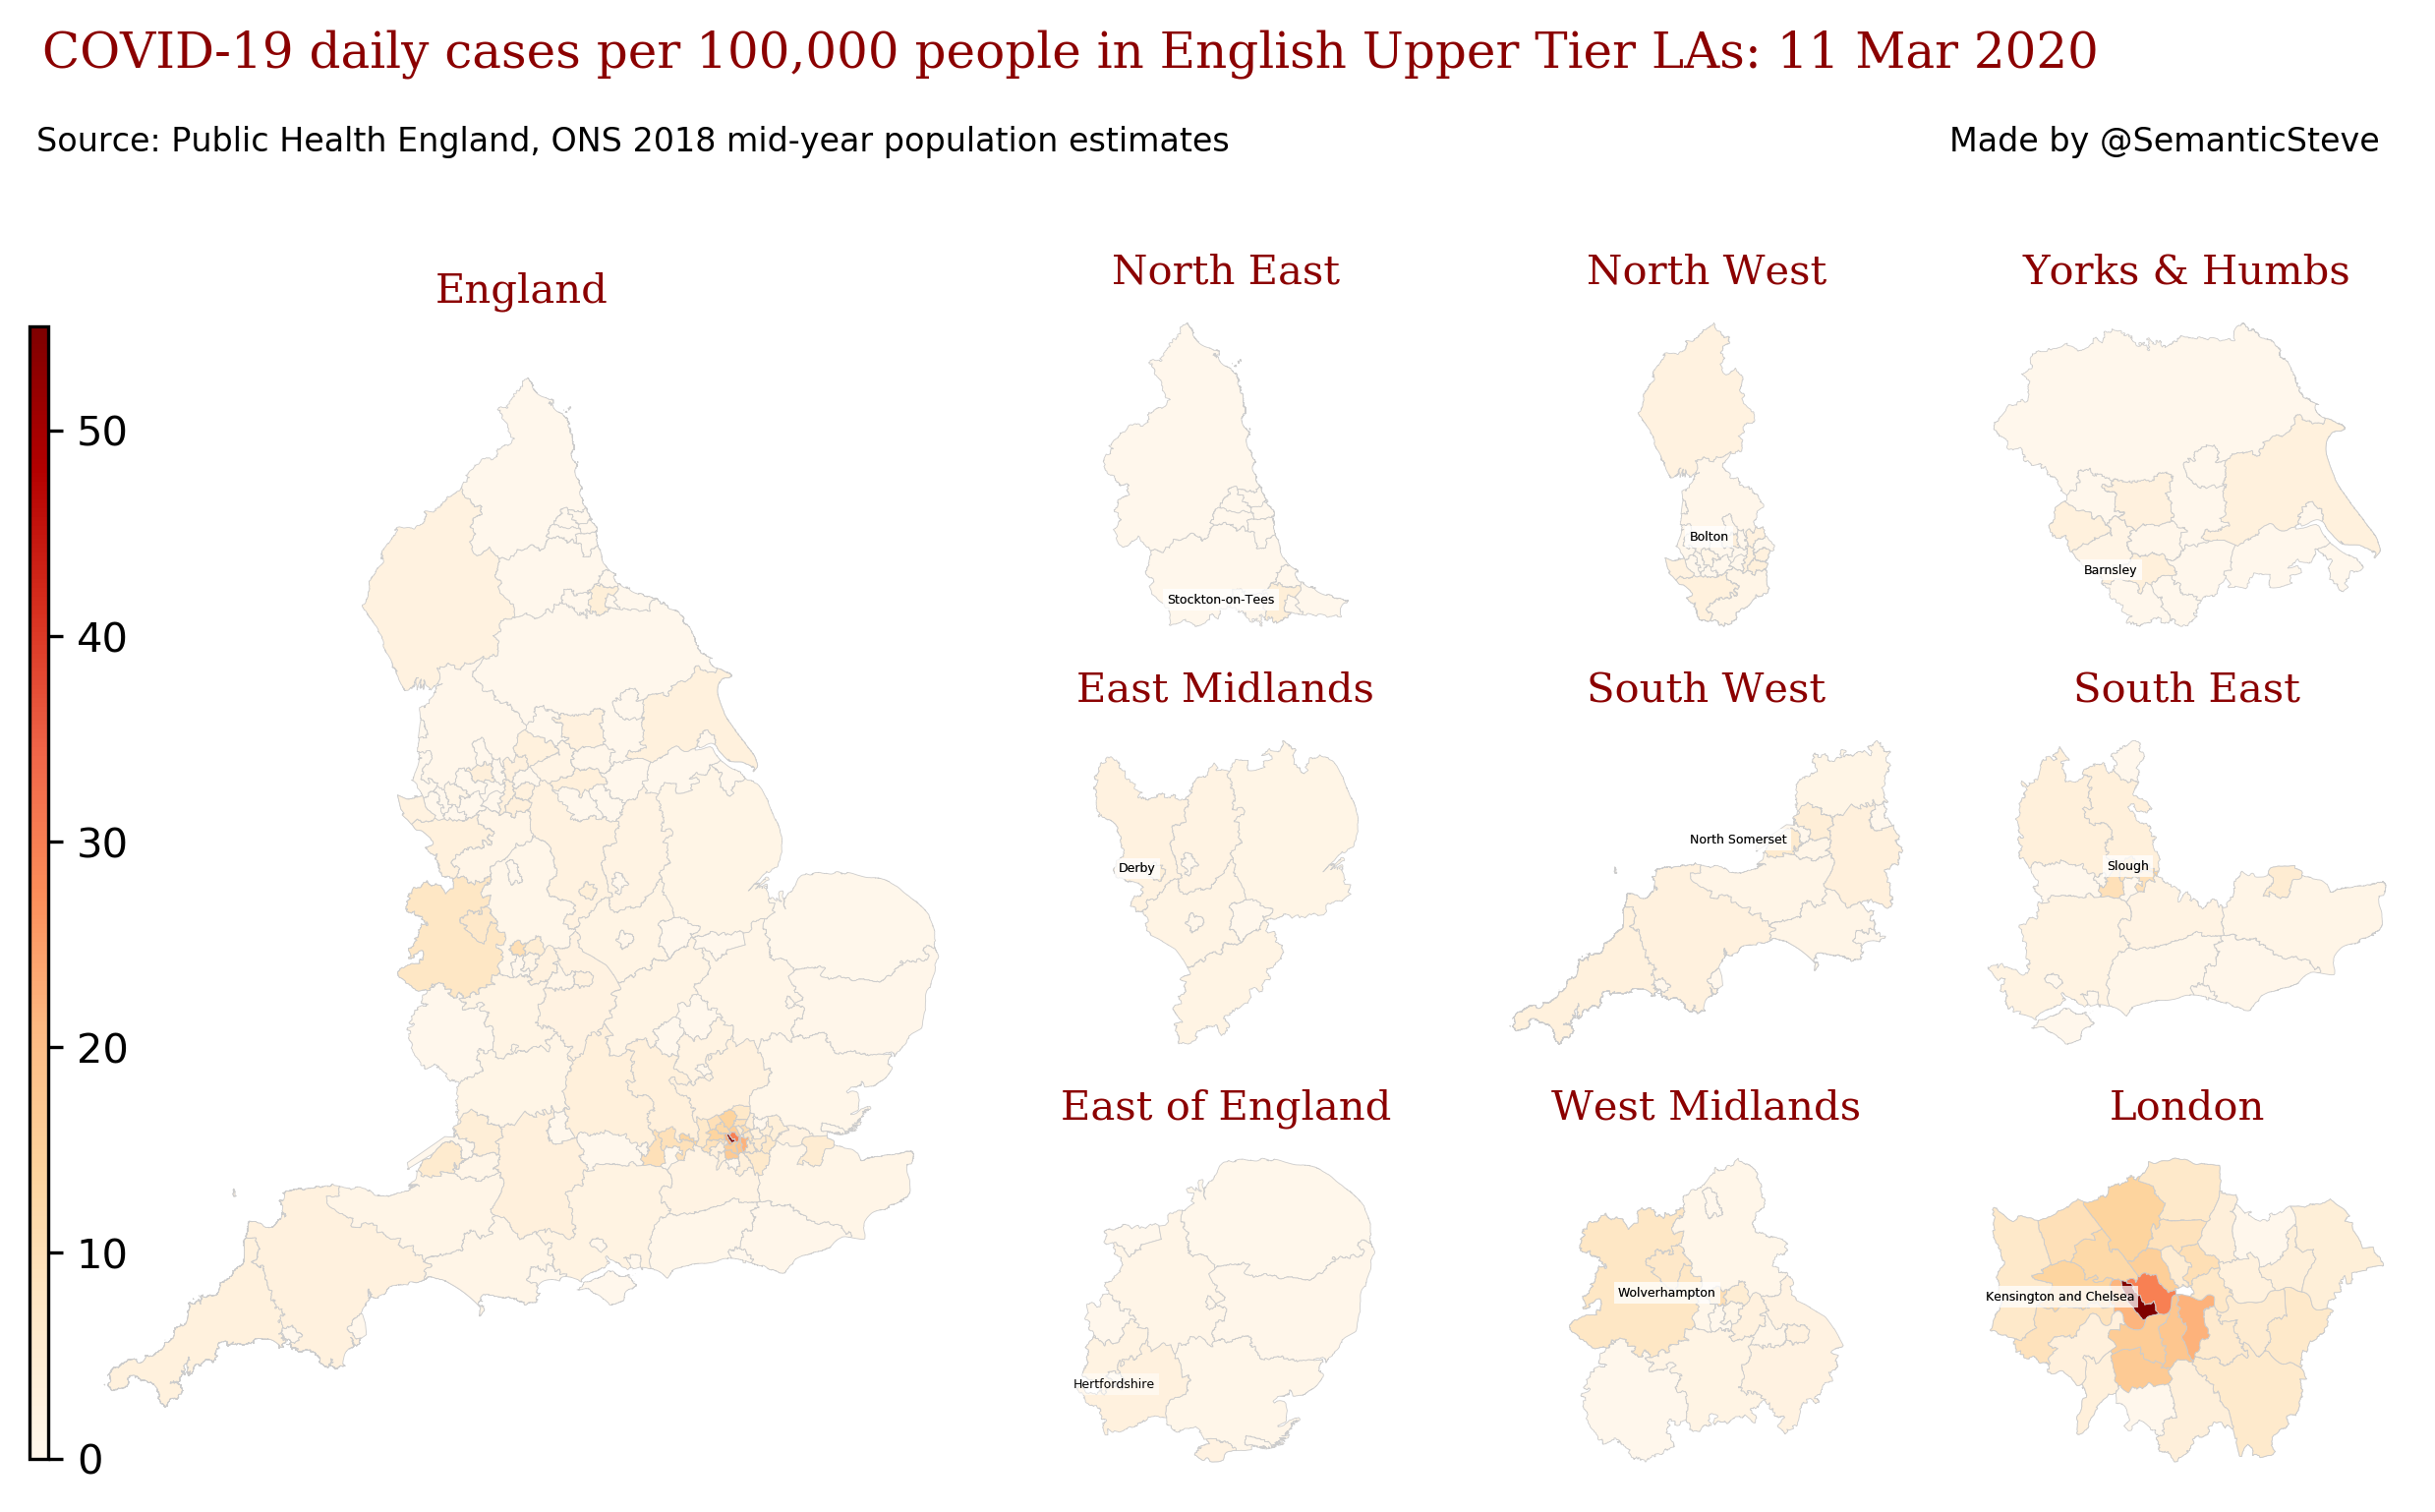 COVID-19 daily cases per 100,000 people in English Upper Tier LAs: 11 Mar 2020
Source: Public Health England, ONS 2018 mid-year population estimates
Made by @SemanticSteve
England
50
40
30
20
10
0
North East
Stockton-on-Tees
North West
Bolton
Yorks & Humbs
Barnsley
East Midlands
Derby
South West
North Somerset
South East
Slough
East of England
Hertfordshire
West Midlands
Wolverhampton
London
Kensington and Chelsea